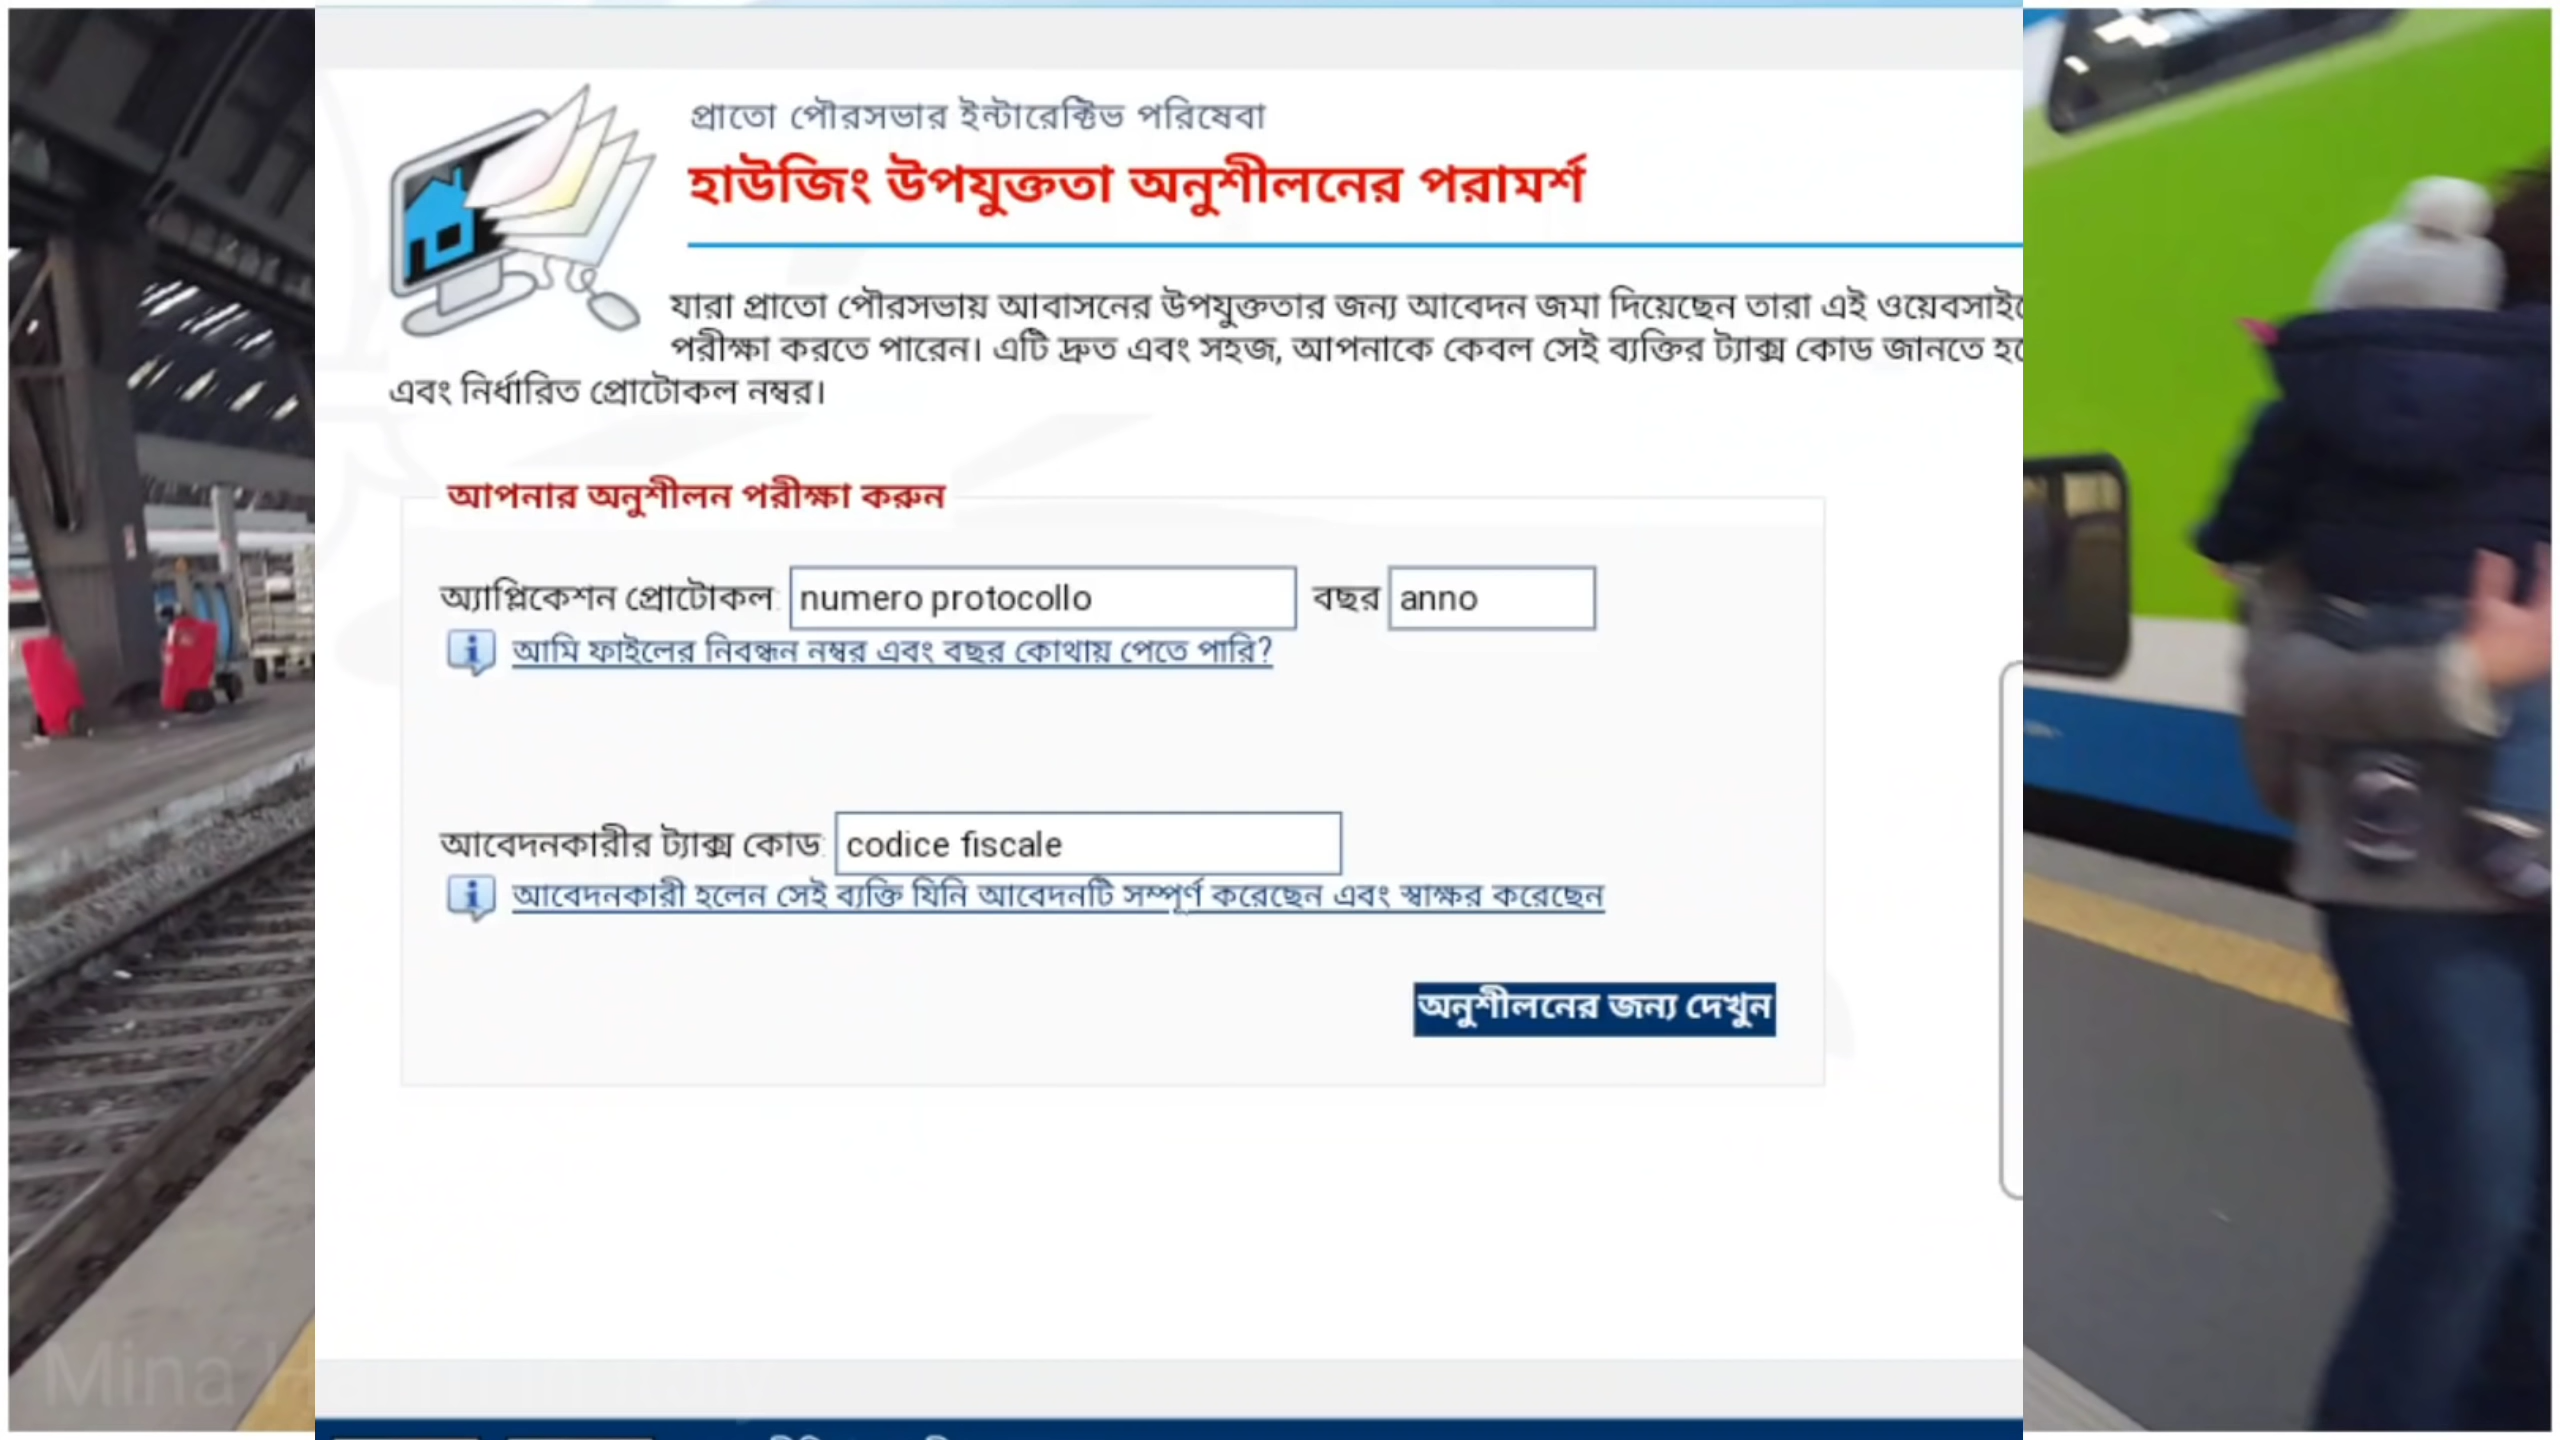 প্রাতো পৌরসভার ইন্টারেক্টিভ পরিষেবা
হাউজিং উপযুক্ততা অনুশীলনের পরামর্শ
যারা প্রাতো পৌরসভায় আবাসনের উপযুক্ততার জন্য আবেদন জমা দিয়েছেন তারা এই
পরীক্ষা করতে পারেন। এটি দ্রুত এবং সহজ, আপনাকে কেবল সেই ব্যক্তির ট্যাক্স কোড জানতে
এবং নির্ধারিত প্রোটোকল নম্বর।
আপনার অনুশীলন পরীক্ষা করুন
অ্যাপ্লিকেশন প্রোটোকল: numero protocollo বছর anno
আমি ফাইলের নিবন্ধন নম্বর এবং বছর কোথায় পেতে পারি?
আবেদনকারীর ট্যাক্স কোড: codice fiscale
আবেদনকারী হলেন সেই ব্যক্তি যিনি আবেদনটি সম্পূর্ণ করেছেন এবং স্বাক্ষর করেছেন
অনুশীলনের জন্য দেখুন
Mina